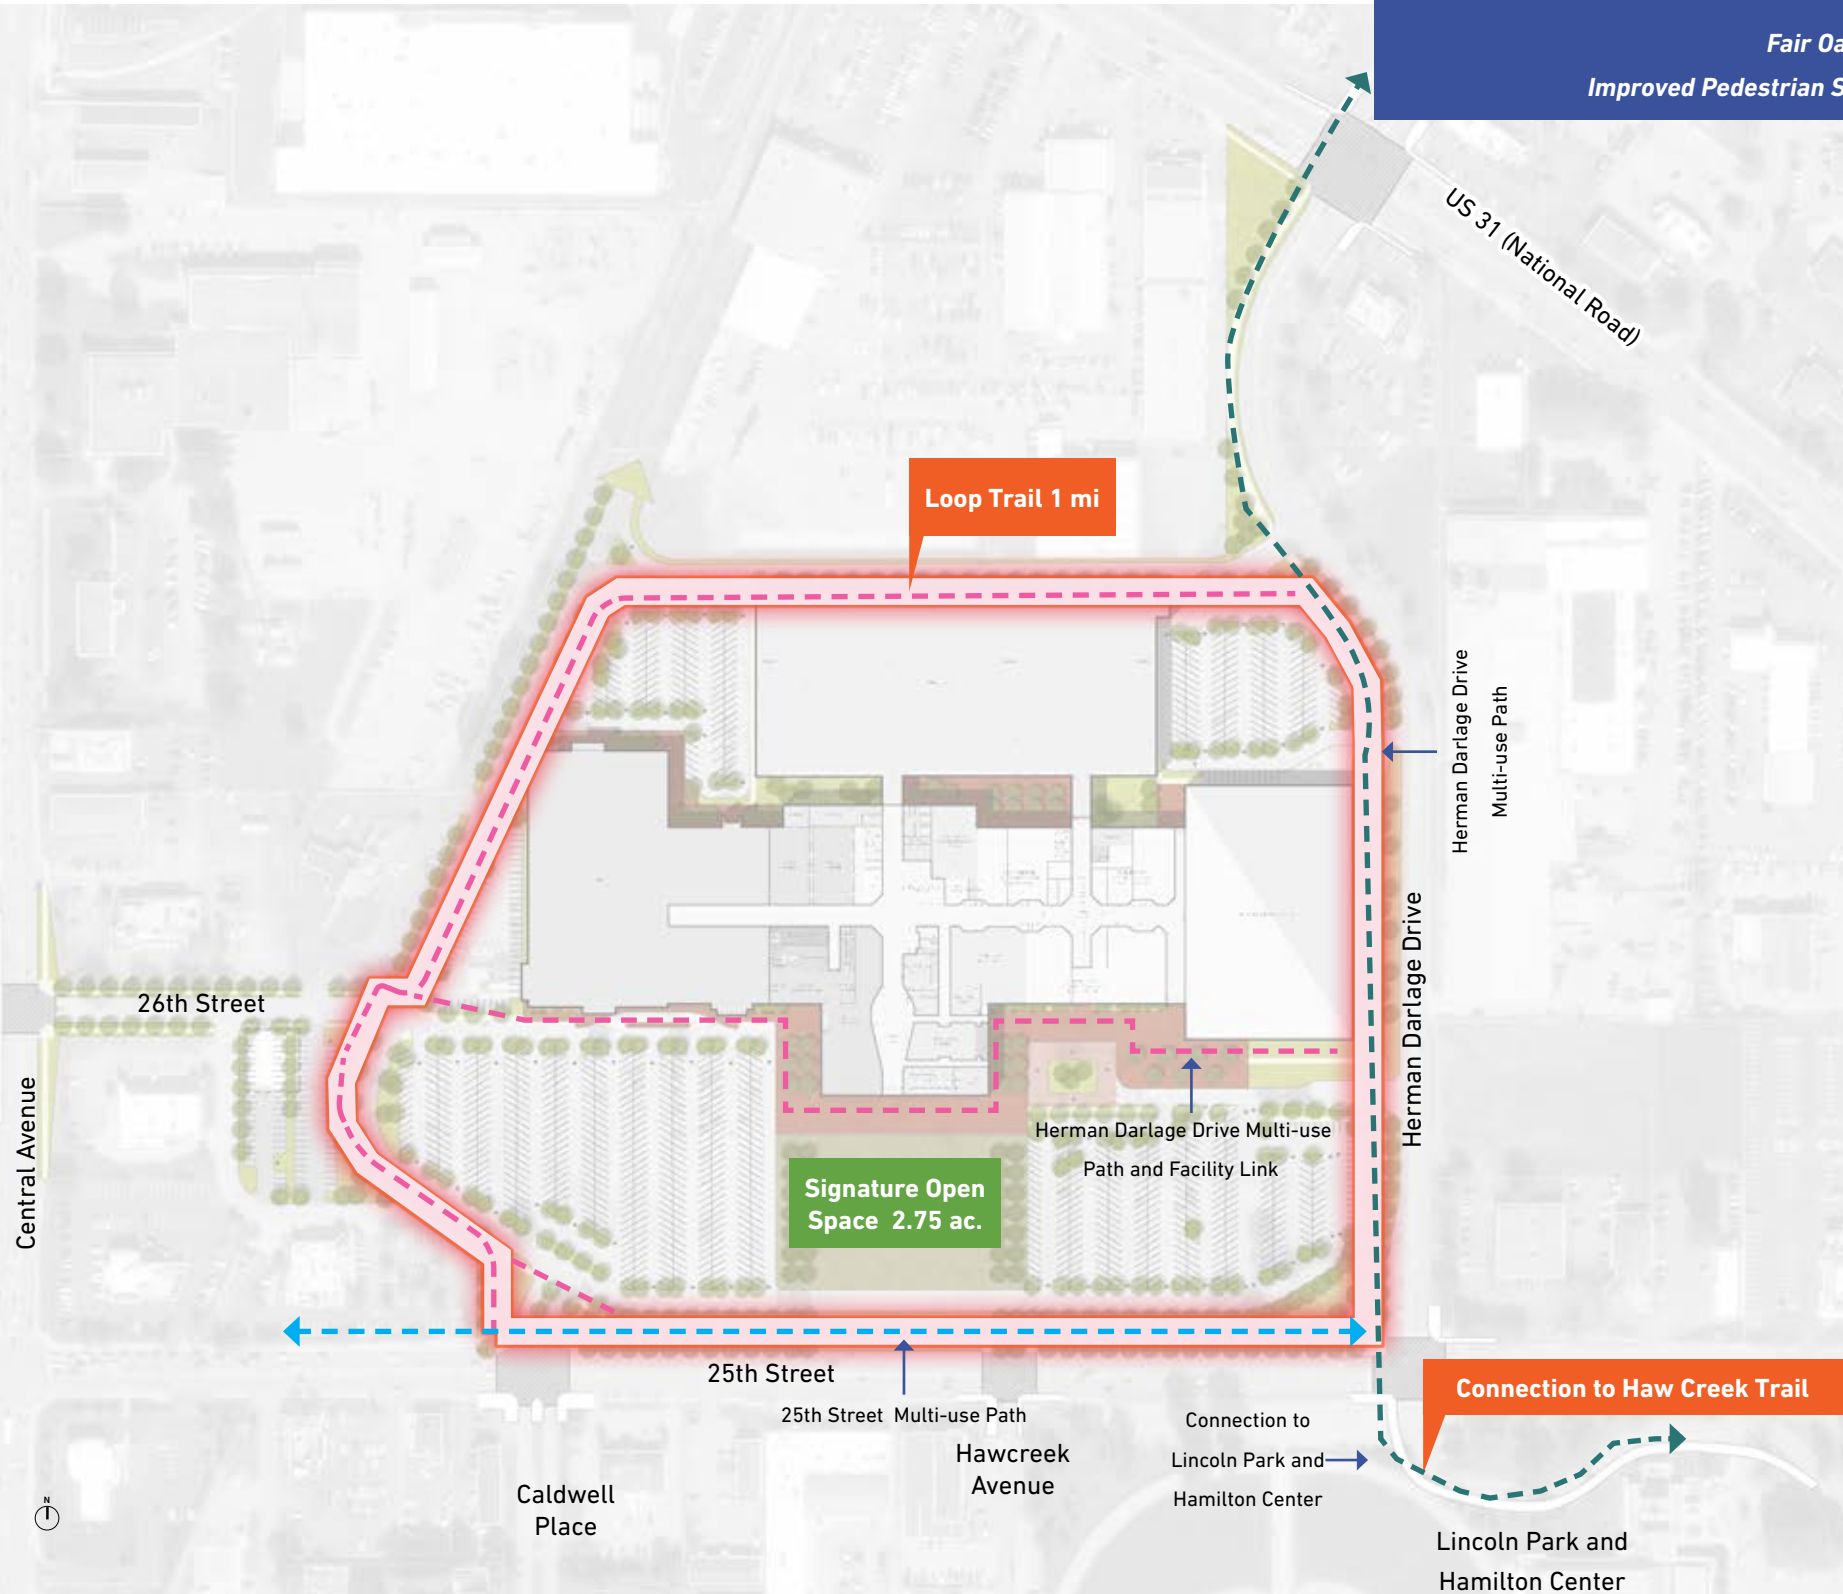 Fair Oa
Improved Pedestrian S
US 31 (National Road)
Loop Trail 1 mi
Herman Darlage Drive
Multi-use Path
26th Street
Herman Darlage Drive
Central Avenue
Herman Darlage Drive Multi-use
Path and Facility Link
Signature Open
Space 2.75 ac.
25th Street
25th Street Multi-use Path
Connection to Haw Creek Trail
Connection to
Lincoln Park and
Hamilton Center
Hawcreek
Avenue
Caldwell
Place
N
Lincoln Park and
Hamilton Center